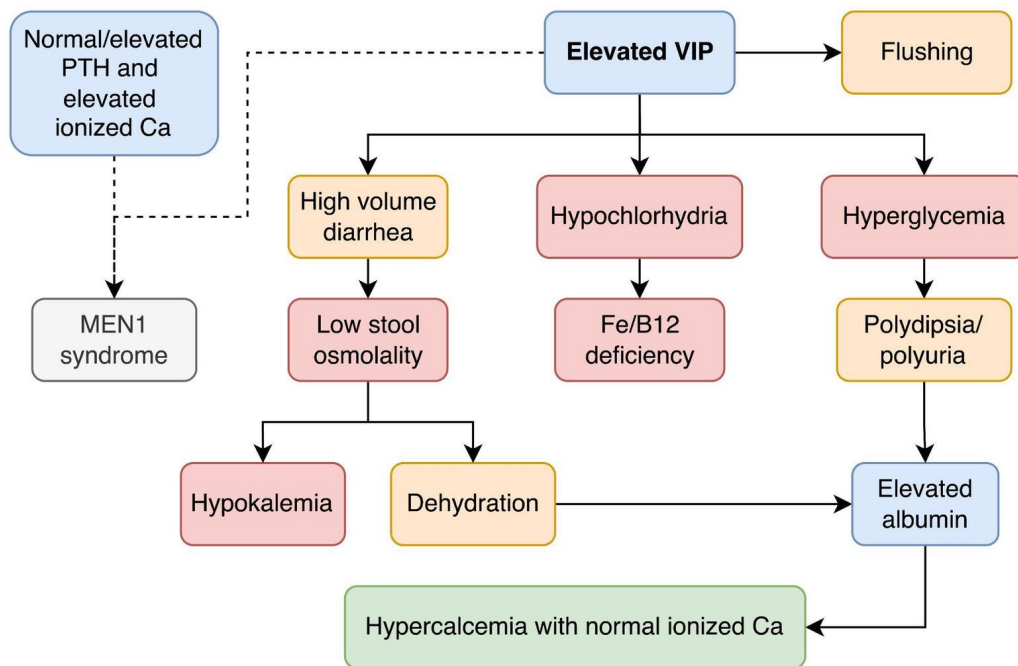 Normal/elevated
PTH and
elevated
ionized Ca
Elevated VIP
Flushing
High volume
diarrhea
Hypochlorhydria
Hyperglycemia
MEN1
syndrome
Low stool
osmolality
Fe/B12
deficiency
Polydipsia/
polyuria
Hypokalemia
Dehydration
Elevated
albumin
Hypercalcemia with normal ionized Ca